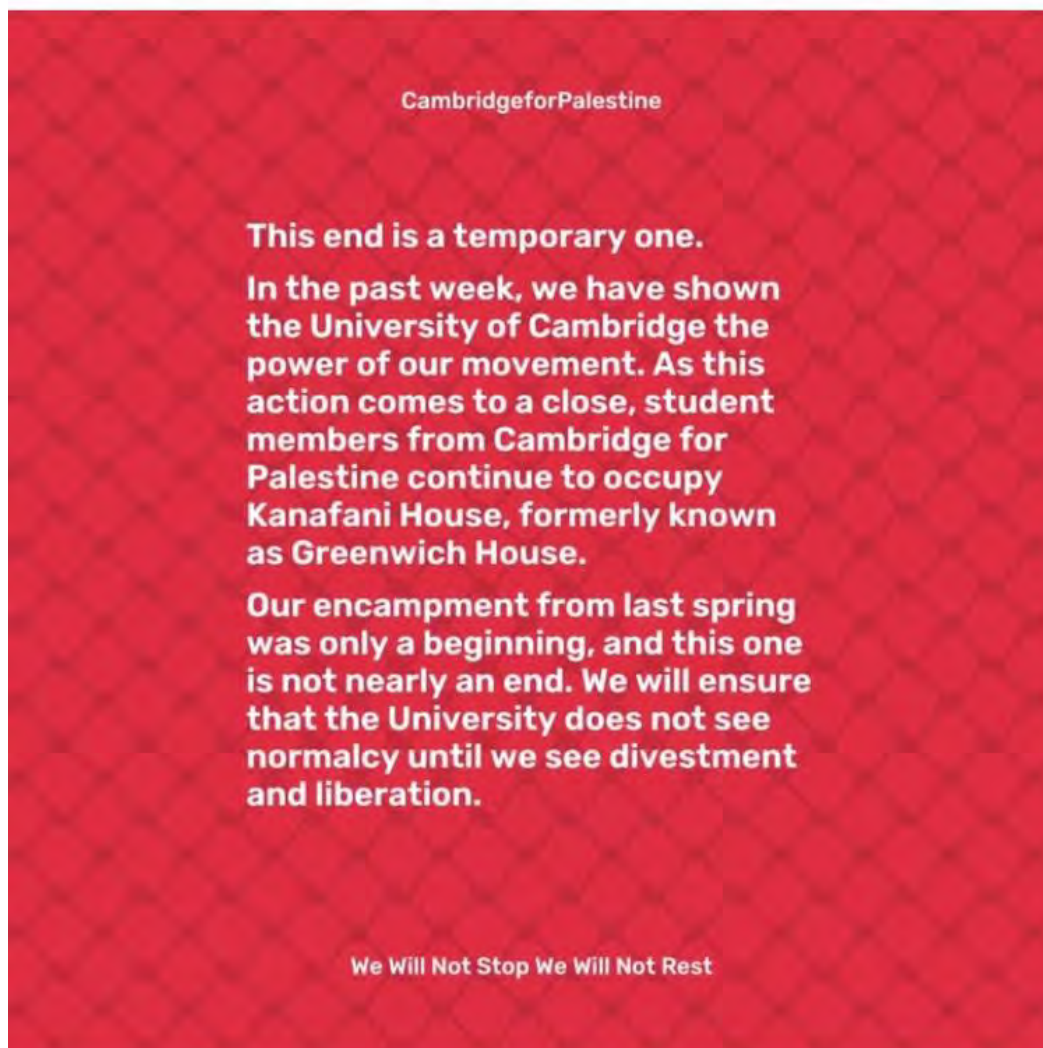 CambridgeforPalestine
This end is a temporary one.
In the past week, we have shown
the University of Cambridge the
power of our movement. As this
action comes to a close, student
members from Cambridge for
Palestine continue to occupy
Kanafani House, formerly known
as Greenwich House.
Our encampment from last spring
was only a beginning, and this one
is not nearly an end. We will ensure
that the University does not see
normalcy until we see divestment
and liberation.
We Will Not Stop We Will Not Rest